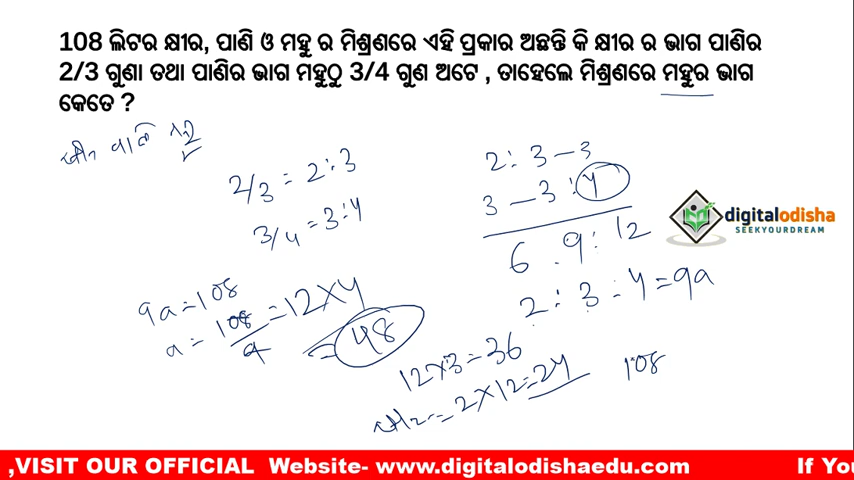 108 ଲିଟର କ୍ଷୀର, ପାଣି ଓ ମହୁ ର ମିଶ୍ରଣରେ ଏହି ପ୍ରକାର ଅଛନ୍ତି କି କ୍ଷୀର ର ଭାଗ ପାଣିର
2/3 ଗୁଣା ତଥା ପାଣିର ଭାଗ ମହୁଠୁ 3/4 ଗୁଣ ଅଟେ , ତାହେଲେ ମିଶ୍ରଣରେ ମହୁର ଭାଗ
କେତେ ?
2/3 = 2:3
3/4 = 3:4
2 : 3 – 3
3 – 3 : 4
6 : 9 : 12
2 : 3 : 4 = 9a
9a = 108
a = 108/9 = 12 × 4
= 48
12×3 = 36
= 2×12 = 24
108
digitalodisha
SEEKYOURDREAM
,VISIT OUR OFFICIAL Website- www.digitalodishaedu.com If Yo